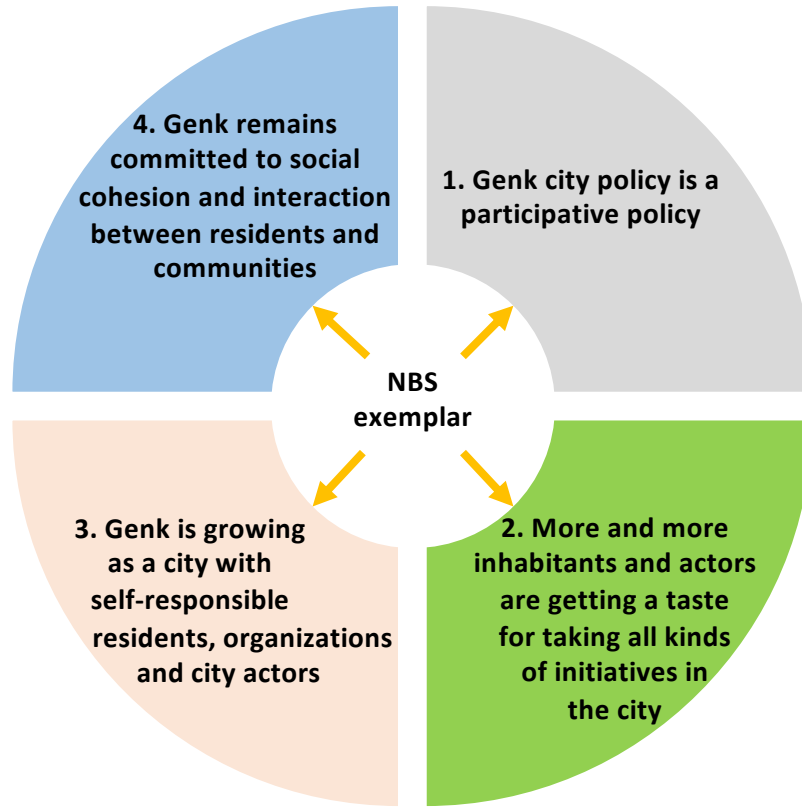 4. Genk remains
committed to social
cohesion and interaction
between residents and
communities
1. Genk city policy is a
participative policy
NBS
exemplar
3. Genk is growing
as a city with
self-responsible
residents, organizations
and city actors
2. More and more
inhabitants and actors
are getting a taste
for taking all kinds
of initiatives in
the city